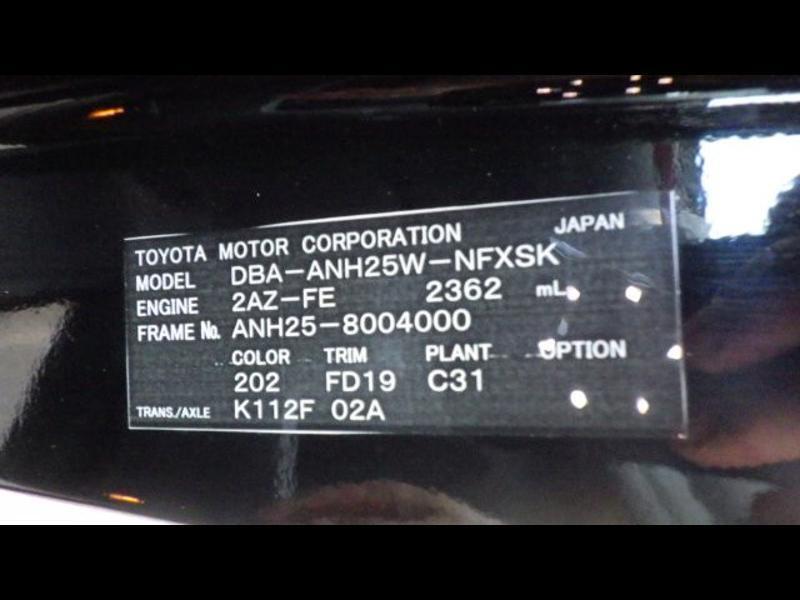 TOYOTA MOTOR CORPORATION JAPAN
MODEL DBA-ANH25W-NFXSK
ENGINE 2AZ-FE 2362 mL
FRAME No. ANH25-8004000
COLOR TRIM PLANT OPTION
202 FD19 C31
TRANS./AXLE K112F 02A